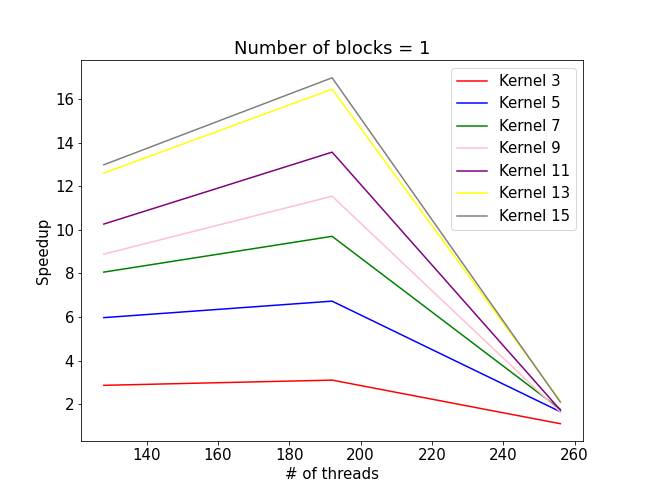 Number of blocks = 1
Speedup
16
14
12
10
8
6
4
2
Kernel 3
Kernel 5
Kernel 7
Kernel 9
Kernel 11
Kernel 13
Kernel 15
140 160 180 200 220 240 260
# of threads